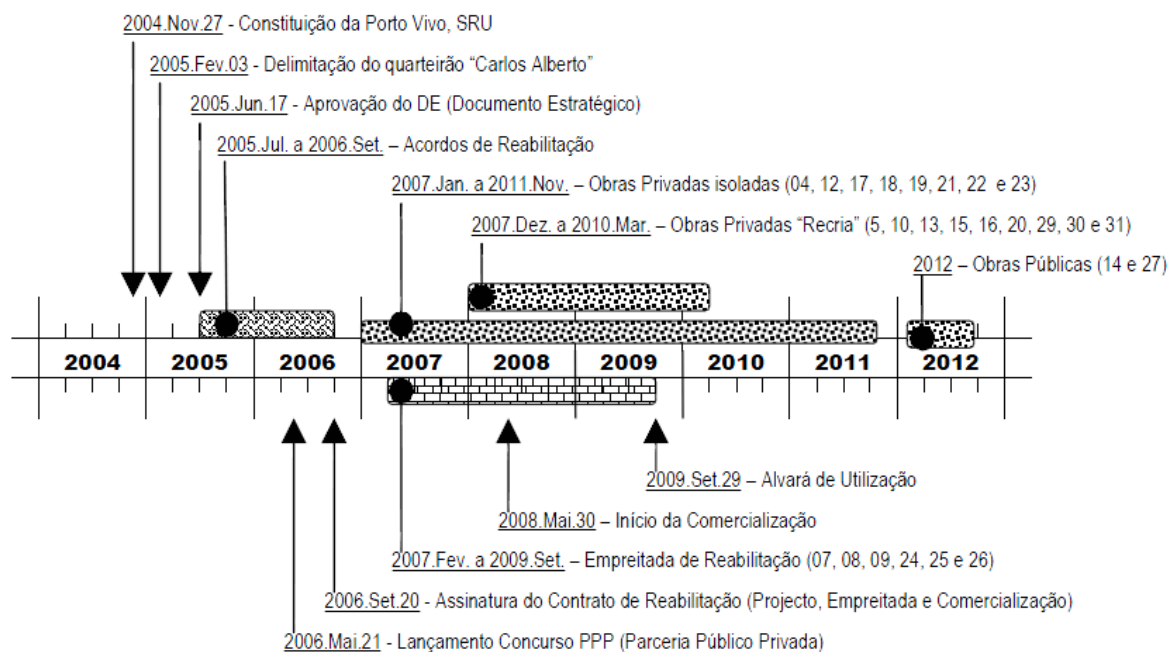 2004.Nov.27 - Constituição da Porto Vivo, SRU
2005.Fev.03 - Delimitação do quarteirão “Carlos Alberto”
2005.Jun.17 - Aprovação do DE (Documento Estratégico)
2005.Jul. a 2006.Set. – Acordos de Reabilitação
2007.Jan. a 2011.Nov. – Obras Privadas isoladas (04, 12, 17, 18, 19, 21, 22 e 23)
2007.Dez. a 2010.Mar. – Obras Privadas “Recria” (5, 10, 13, 15, 16, 20, 29, 30 e 31)
2012 – Obras Públicas (14 e 27)
2004 2005 2006 2007 2008 2009 2010 2011 2012
2009.Set.29 – Alvará de Utilização
2008.Mai.30 – Início da Comercialização
2007.Fev. a 2009.Set. – Empreitada de Reabilitação (07, 08, 09, 24, 25 e 26)
2006.Set.20 - Assinatura do Contrato de Reabilitação (Projecto, Empreitada e Comercialização)
2006.Mai.21 - Lançamento Concurso PPP (Parceria Público Privada)